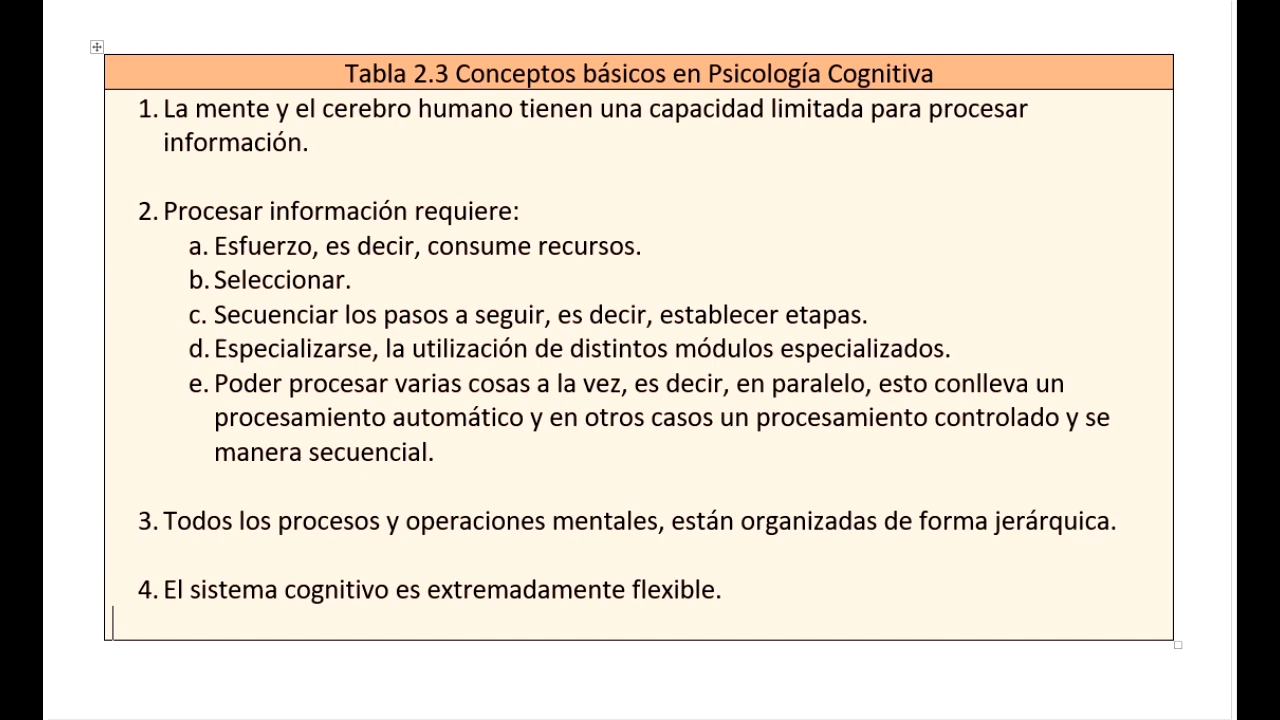 Tabla 2.3 Conceptos básicos en Psicología Cognitiva
1. La mente y el cerebro humano tienen una capacidad limitada para procesar
información.
2. Procesar información requiere:
a. Esfuerzo, es decir, consume recursos.
b. Seleccionar.
c. Secuenciar los pasos a seguir, es decir, establecer etapas.
d. Especializarse, la utilización de distintos módulos especializados.
e. Poder procesar varias cosas a la vez, es decir, en paralelo, esto conlleva un
procesamiento automático y en otros casos un procesamiento controlado y se
manera secuencial.
3. Todos los procesos y operaciones mentales, están organizadas de forma jerárquica.
4. El sistema cognitivo es extremadamente flexible.